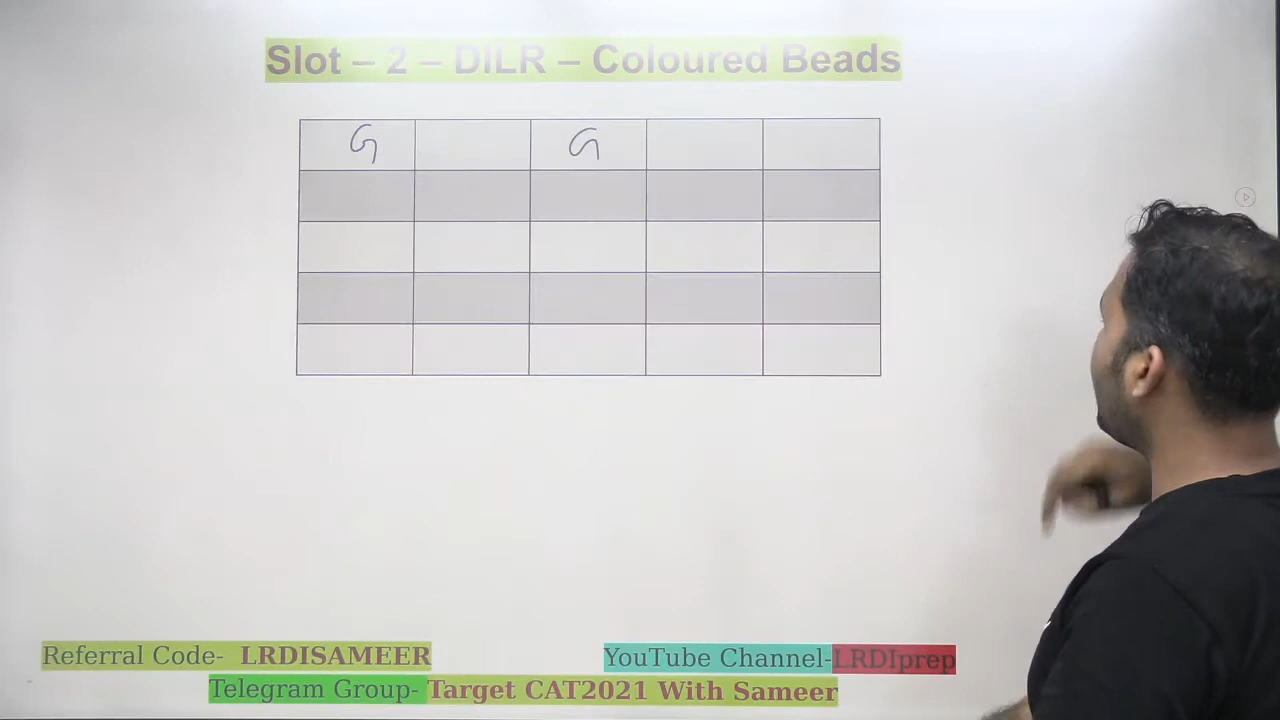 Slot – 2 – DILR – Coloured Beads
G G
Referral Code- LRDISAMEER
YouTube Channel-LRDIprep
Telegram Group- Target CAT2021 With Sameer